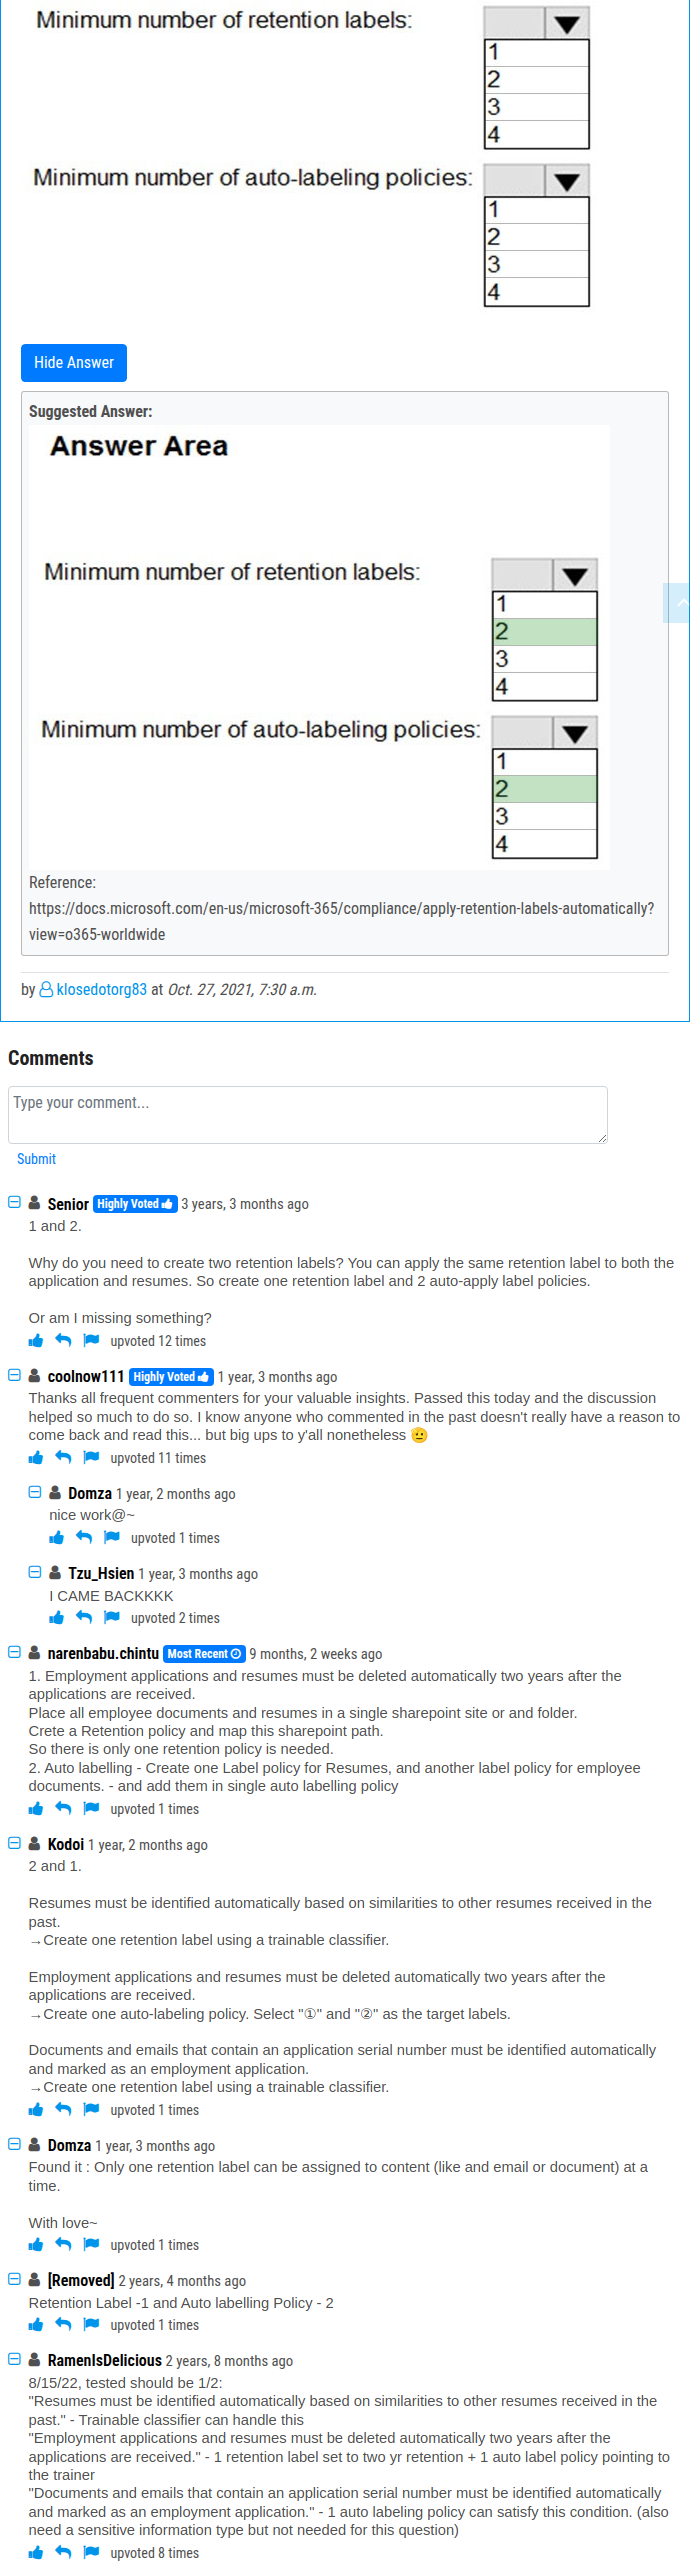 Minimum number of retention labels:
1
2
3
4
Minimum number of auto-labeling policies:
1
2
3
4
Hide Answer
Suggested Answer:
Answer Area
Minimum number of retention labels:
1
2
3
4
Minimum number of auto-labeling policies:
1
2
3
4
Reference:
https://docs.microsoft.com/en-us/microsoft-365/compliance/apply-retention-labels-automatically?
view=o365-worldwide
by klosedotorg83 at Oct. 27, 2021, 7:30 a.m.
Comments
Type your comment...
Submit
Senior Highly Voted 3 years, 3 months ago
1 and 2.
Why do you need to create two retention labels? You can apply the same retention label to both the
application and resumes. So create one retention label and 2 auto-apply label policies.
Or am I missing something?
upvoted 12 times
coolnow111 Highly Voted 1 year, 3 months ago
Thanks all frequent commenters for your valuable insights. Passed this today and the discussion
helped so much to do so. I know anyone who commented in the past doesn't really have a reason to
come back and read this... but big ups to y'all nonetheless 🫡
upvoted 11 times
Domza 1 year, 2 months ago
nice work@~
upvoted 1 times
Tzu_Hsien 1 year, 3 months ago
I CAME BACKKKK
upvoted 2 times
narenbabu.chintu Most Recent 9 months, 2 weeks ago
1. Employment applications and resumes must be deleted automatically two years after the
applications are received.
Place all employee documents and resumes in a single sharepoint site or and folder.
Crete a Retention policy and map this sharepoint path.
So there is only one retention policy is needed.
2. Auto labelling - Create one Label policy for Resumes, and another label policy for employee
documents. - and add them in single auto labelling policy
upvoted 1 times
Kodoi 1 year, 2 months ago
2 and 1.
Resumes must be identified automatically based on similarities to other resumes received in the
past.
→Create one retention label using a trainable classifier.
Employment applications and resumes must be deleted automatically two years after the
applications are received.
→Create one auto-labeling policy. Select "①" and "②" as the target labels.
Documents and emails that contain an application serial number must be identified automatically
and marked as an employment application.
→Create one retention label using a trainable classifier.
upvoted 1 times
Domza 1 year, 3 months ago
Found it : Only one retention label can be assigned to content (like and email or document) at a
time.
With love~
upvoted 1 times
[Removed] 2 years, 4 months ago
Retention Label -1 and Auto labelling Policy - 2
upvoted 1 times
RamenIsDelicious 2 years, 8 months ago
8/15/22, tested should be 1/2:
"Resumes must be identified automatically based on similarities to other resumes received in the
past." - Trainable classifier can handle this
"Employment applications and resumes must be deleted automatically two years after the
applications are received." - 1 retention label set to two yr retention + 1 auto label policy pointing to
the trainer
"Documents and emails that contain an application serial number must be identified automatically
and marked as an employment application." - 1 auto labeling policy can satisfy this condition. (also
need a sensitive information type but not needed for this question)
upvoted 8 times